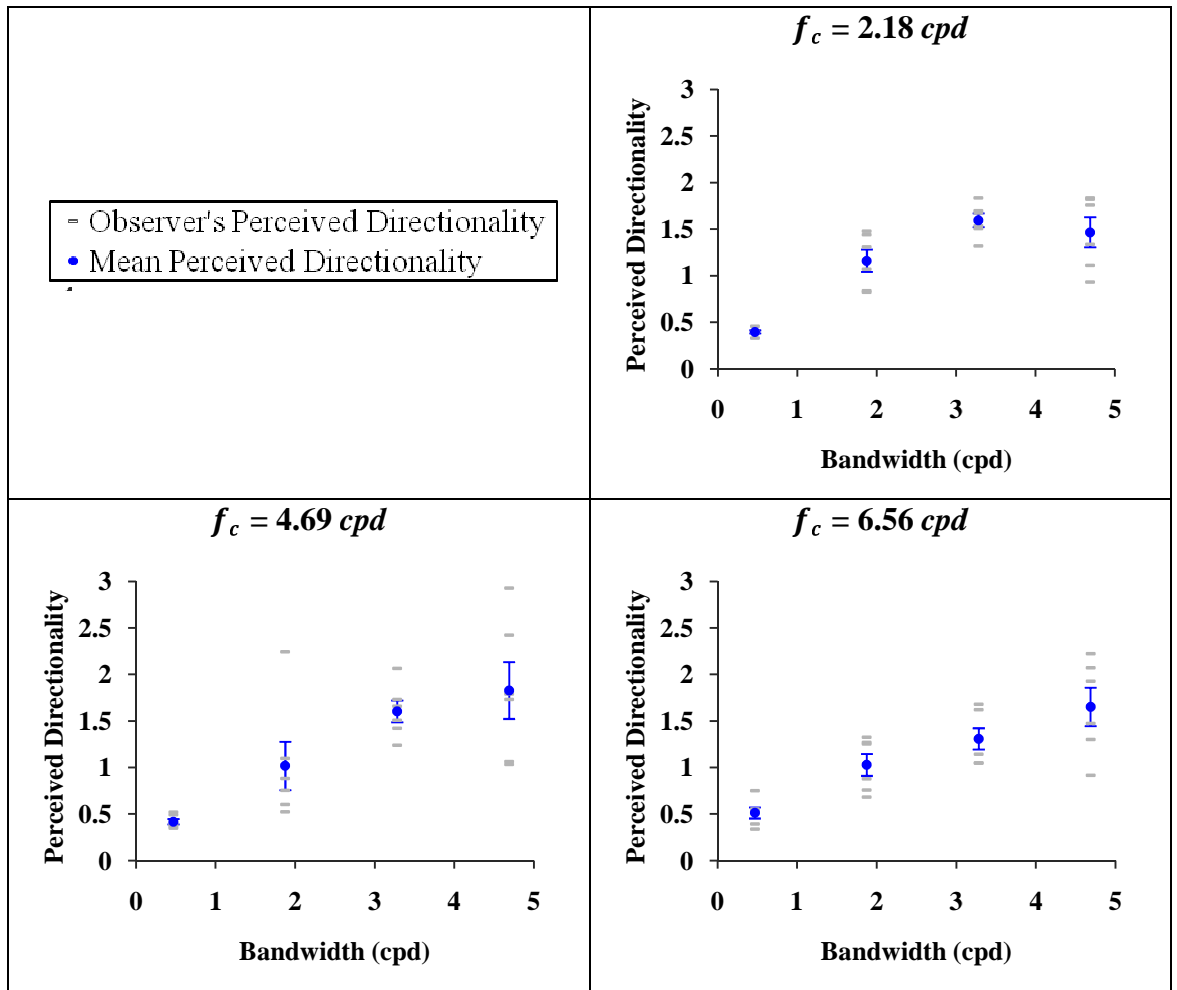 - Observer's Perceived Directionality
• Mean Perceived Directionality
f_c = 2.18 cpd
Perceived Directionality
3
2.5
2
1.5
1
0.5
0
0 1 2 3 4 5
Bandwidth (cpd)
f_c = 4.69 cpd
Perceived Directionality
3
2.5
2
1.5
1
0.5
0
0 1 2 3 4 5
Bandwidth (cpd)
f_c = 6.56 cpd
Perceived Directionality
3
2.5
2
1.5
1
0.5
0
0 1 2 3 4 5
Bandwidth (cpd)